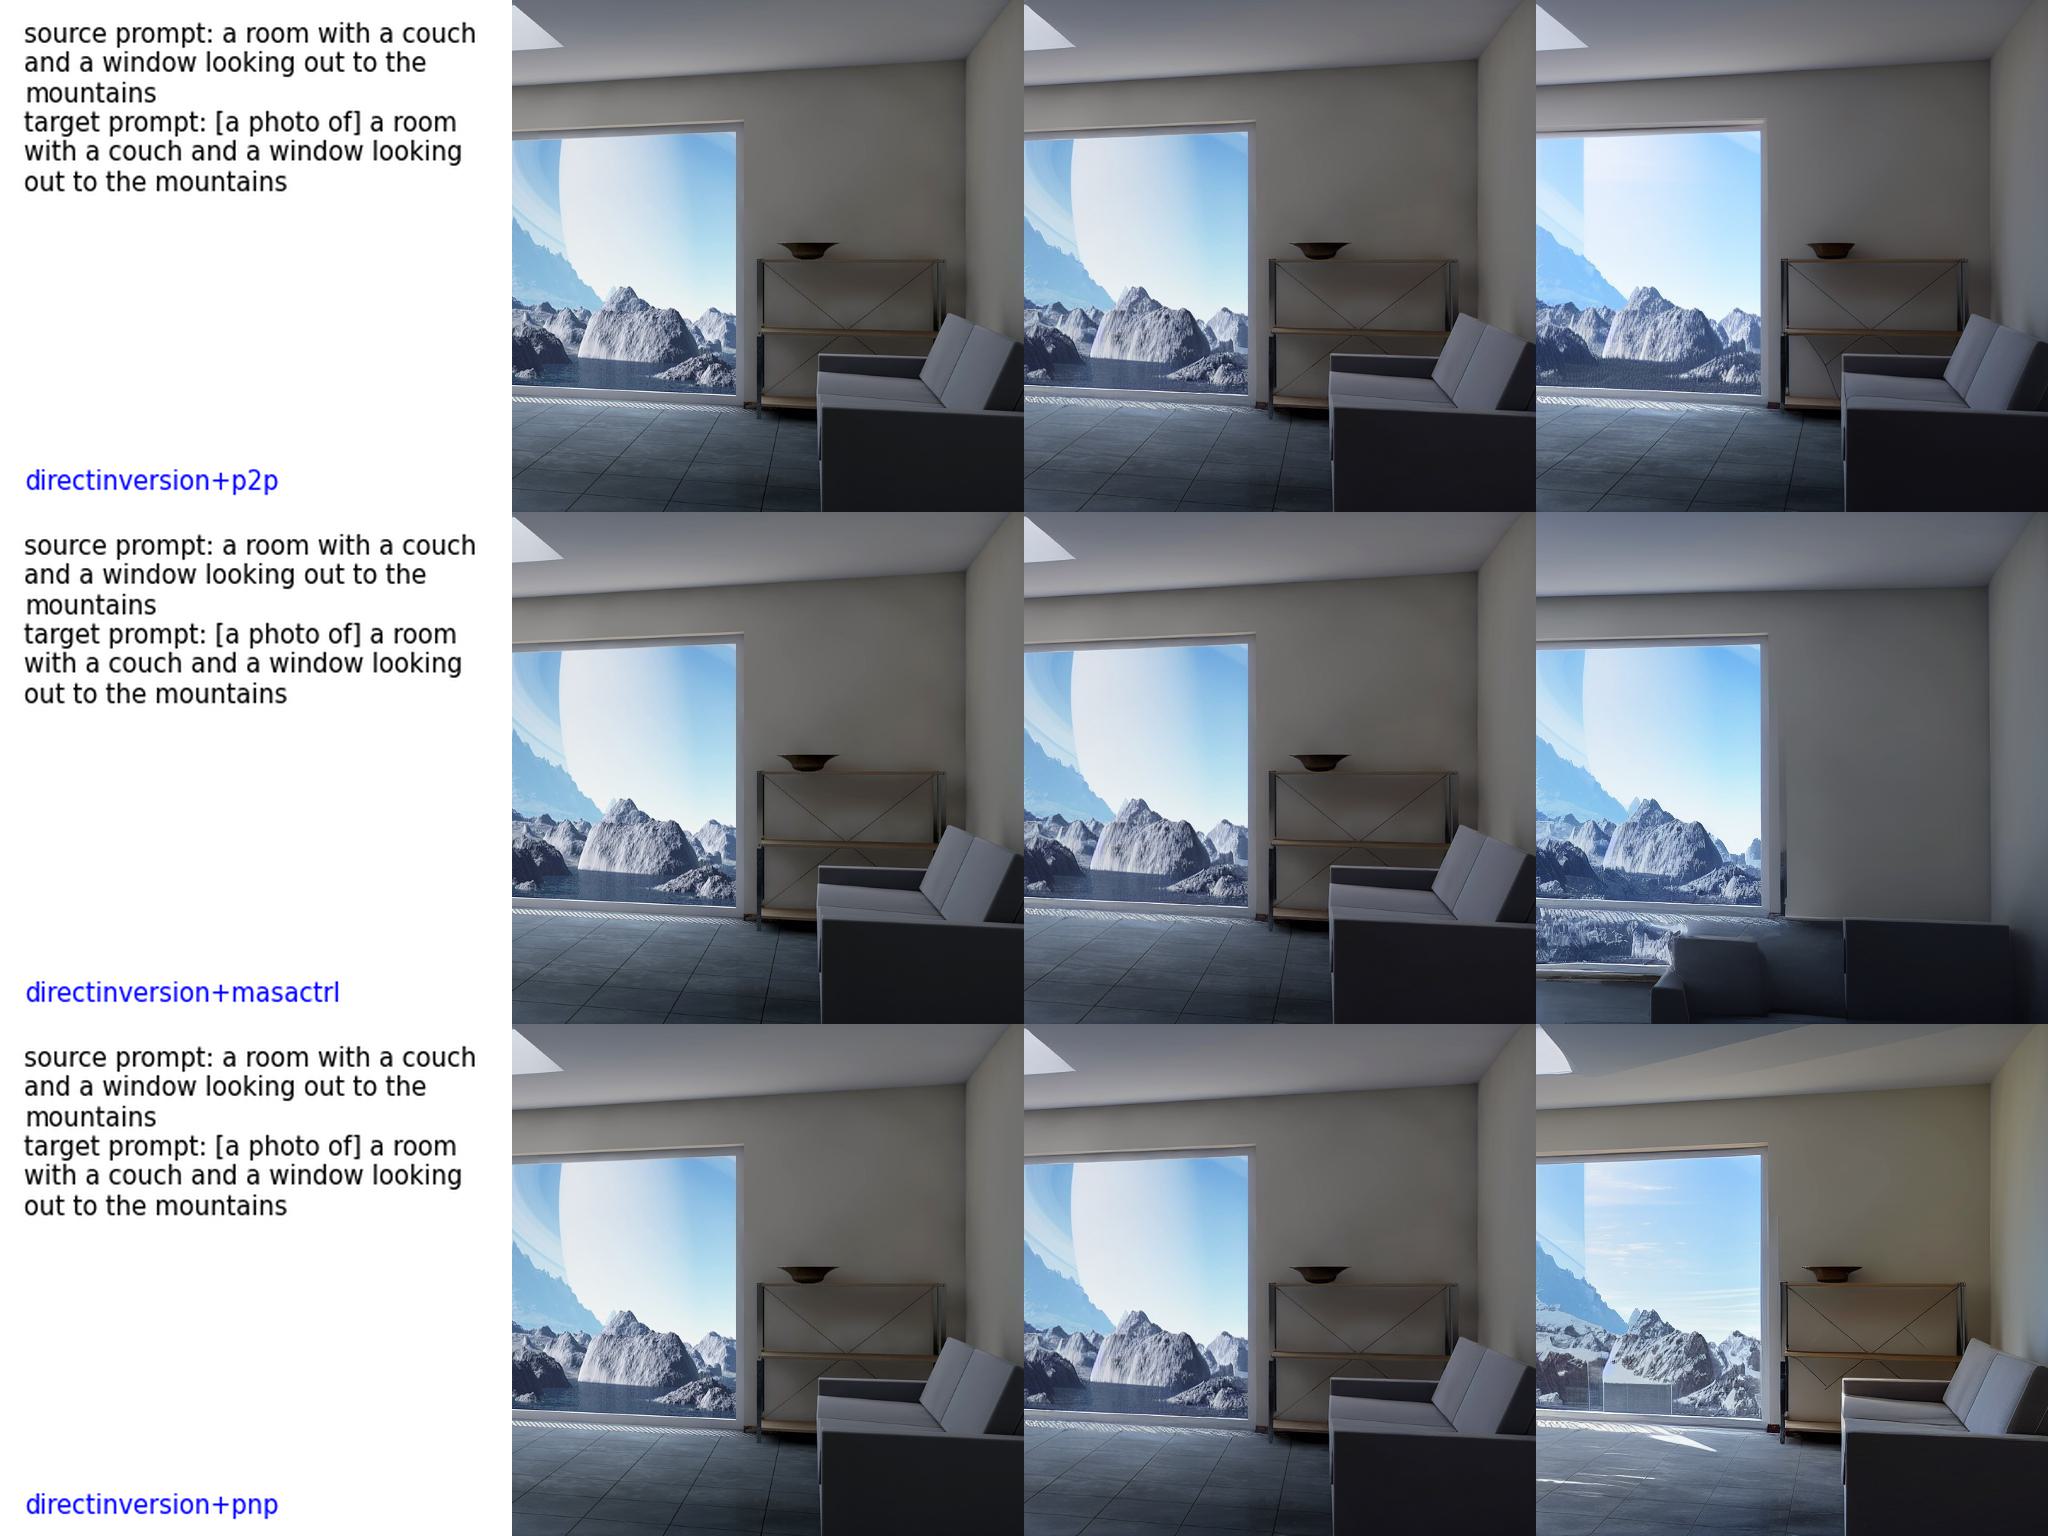 source prompt: a room with a couch
and a window looking out to the
mountains
target prompt: [a photo of] a room
with a couch and a window looking
out to the mountains
directinversion+p2p
source prompt: a room with a couch
and a window looking out to the
mountains
target prompt: [a photo of] a room
with a couch and a window looking
out to the mountains
directinversion+masactrl
source prompt: a room with a couch
and a window looking out to the
mountains
target prompt: [a photo of] a room
with a couch and a window looking
out to the mountains
directinversion+pnp